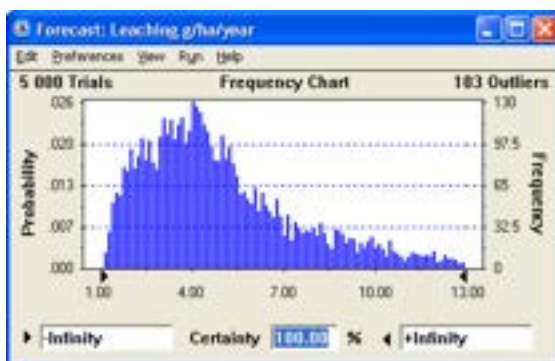 Forecast: Leaching g/ha/year
Edit Preferences View Run Help
5 000 Trials Frequency Chart 103 Outliers
.026 130
.020 97.5
.013 65
.007 32.5
.000 0
Probability
Frequency
1.00 4.00 7.00 10.00 13.00
-Infinity Certainty 100.00 % +Infinity